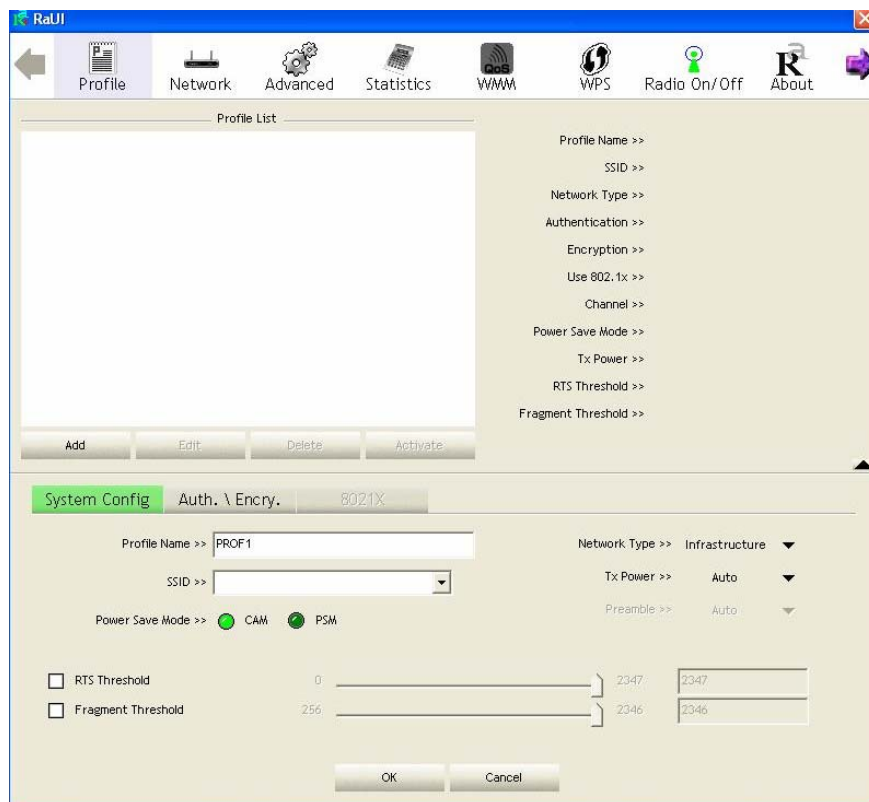 RaUI
Profile
Network
Advanced
Statistics
QoS
WMM
WPS
Radio On/Off
About
Profile List
Profile Name >>
SSID >>
Network Type >>
Authentication >>
Encryption >>
Use 802.1x >>
Channel >>
Power Save Mode >>
Tx Power >>
RTS Threshold >>
Fragment Threshold >>
Add Edit Delete Activate
System Config Auth. \ Encry. 8021X
Profile Name >> PROF1 Network Type >> Infrastructure
SSID >> Tx Power >> Auto
Power Save Mode >> CAM PSM Preamble >> Auto
RTS Threshold 0 2347 2347
Fragment Threshold 256 2346 2346
OK Cancel